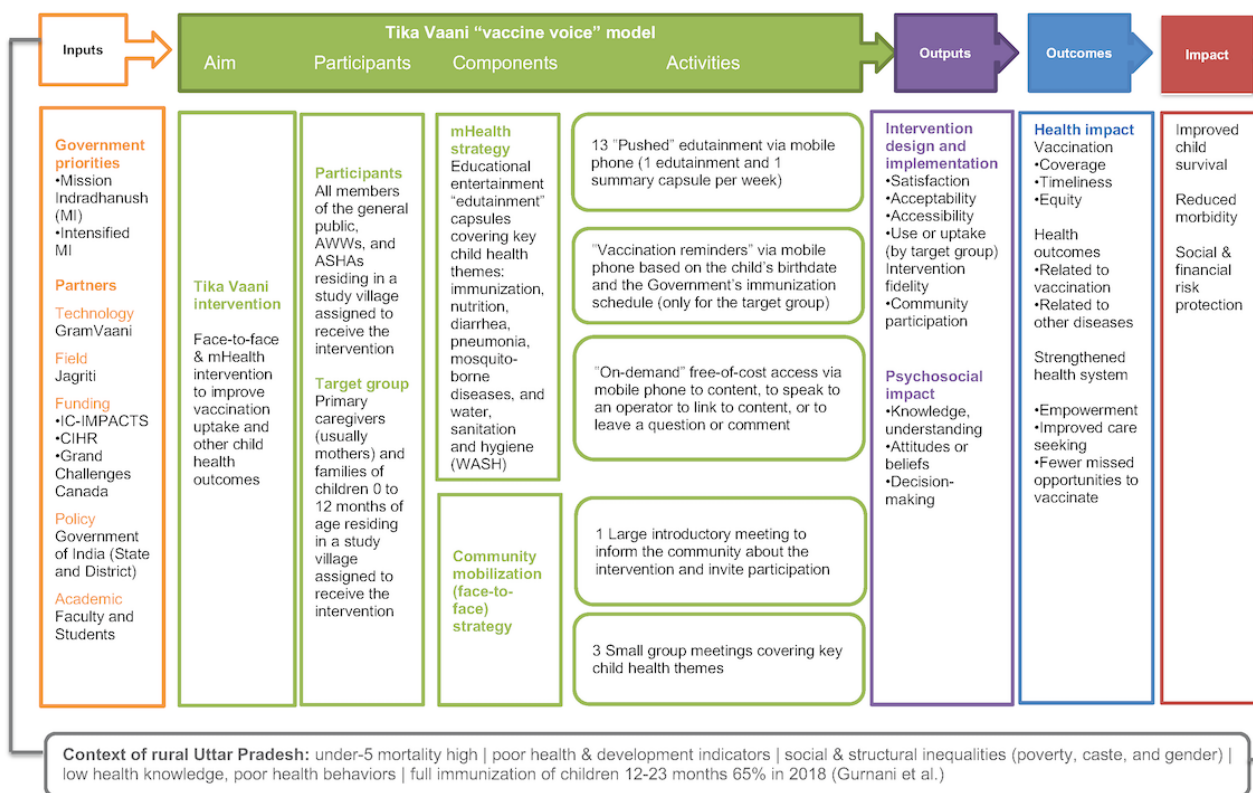 Inputs
Tika Vaani “vaccine voice” model
Aim
Participants
Components
Activities
Outputs
Outcomes
Impact
Government
priorities
•Mission
Indradhanush
(MI)
•Intensified
MI
Partners
Technology
GramVaani
Field
Jagriti
Funding
•IC-IMPACTS
•CIHR
•Grand
Challenges
Canada
Policy
Government
of India (State
and District)
Academic
Faculty and
Students
Tika Vaani
intervention
Face-to-face
& mHealth
intervention
to improve
vaccination
uptake and
other child
health
outcomes
Participants
All members
of the general
public,
AWWs, and
ASHAs
residing in a
study village
assigned to
receive the
intervention
Target group
Primary
caregivers
(usually
mothers) and
families of
children 0 to
12 months of
age residing
in a study
village
assigned to
receive the
intervention
mHealth
strategy
Educational
entertainment
“edutainment”
capsules
covering key
child health
themes:
immunization,
nutrition,
diarrhea,
pneumonia,
mosquito-
borne
diseases, and
water,
sanitation
and hygiene
(WASH)
Community
mobilization
(face-to-
face)
strategy
13 “Pushed” edutainment via mobile
phone (1 edutainment and 1
summary capsule per week)
“Vaccination reminders” via mobile
phone based on the child’s birthdate
and the Government’s immunization
schedule (only for the target group)
“On-demand” free-of-cost access via
mobile phone to content, to speak to
an operator to link to content, or to
leave a question or comment
1 Large introductory meeting to
inform the community about the
intervention and invite participation
3 Small group meetings covering key
child health themes
Intervention
design and
implementation
•Satisfaction
•Acceptability
•Accessibility
•Use or uptake
(by target group)
Intervention
fidelity
•Community
participation
Psychosocial
impact
•Knowledge,
understanding
•Attitudes or
beliefs
•Decision-
making
Health impact
Vaccination
•Coverage
•Timeliness
•Equity
Health
outcomes
•Related to
vaccination
•Related to
other diseases
Strengthened
health system
•Empowerment
•Improved care
seeking
•Fewer missed
opportunities to
vaccinate
Improved
child
survival
Reduced
morbidity
Social &
financial
risk
protection
Context of rural Uttar Pradesh: under-5 mortality high | poor health & development indicators | social & structural inequalities (poverty, caste, and gender) |
low health knowledge, poor health behaviors | full immunization of children 12-23 months 65% in 2018 (Gurnani et al.)